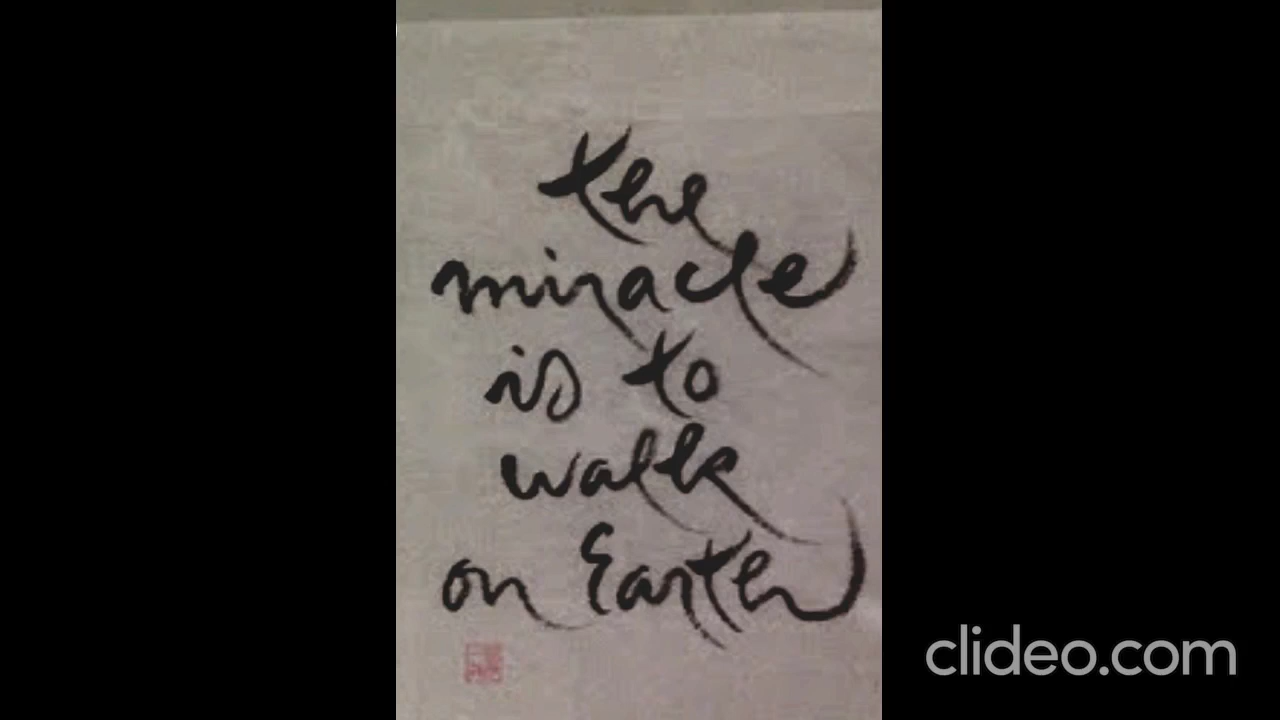 the
miracle
is to
walk
on Earth
clideo.com